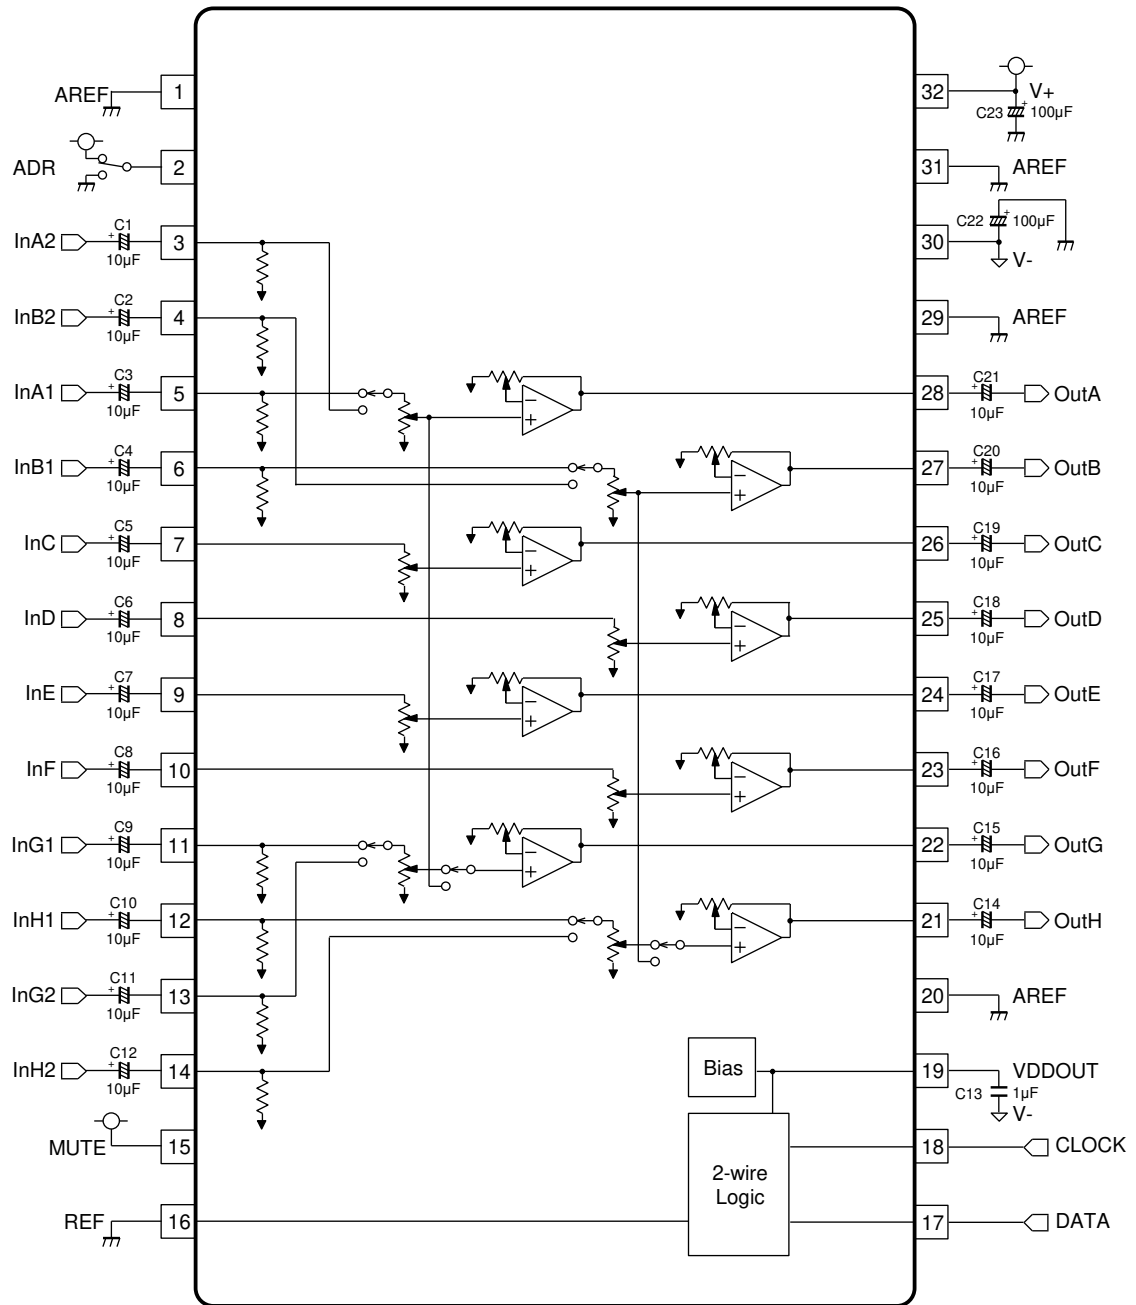 AREF 1
ADR 2
InA2 + C1 10µF 3
InB2 + C2 10µF 4
InA1 + C3 10µF 5
InB1 + C4 10µF 6
InC + C5 10µF 7
InD + C6 10µF 8
InE + C7 10µF 9
InF + C8 10µF 10
InG1 + C9 10µF 11
InH1 + C10 10µF 12
InG2 + C11 10µF 13
InH2 + C12 10µF 14
MUTE 15
REF 16
− +
− +
− +
− +
− +
− +
− +
− +
Bias
2-wire
Logic
32 V+ C23 + 100µF
31 AREF
30 C22 + 100µF V-
29 AREF
28 + C21 10µF OutA
27 + C20 10µF OutB
26 + C19 10µF OutC
25 + C18 10µF OutD
24 + C17 10µF OutE
23 + C16 10µF OutF
22 + C15 10µF OutG
21 + C14 10µF OutH
20 AREF
19 VDDOUT C13 1µF V-
18 CLOCK
17 DATA